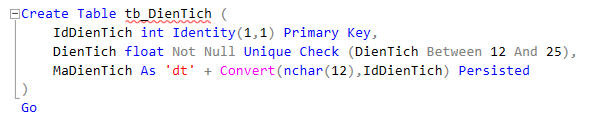 Create Table tb_DienTich (
IdDienTich int Identity(1,1) Primary Key,
DienTich float Not Null Unique Check (DienTich Between 12 And 25),
MaDienTich As 'dt' + Convert(nchar(12),IdDienTich) Persisted
)
Go